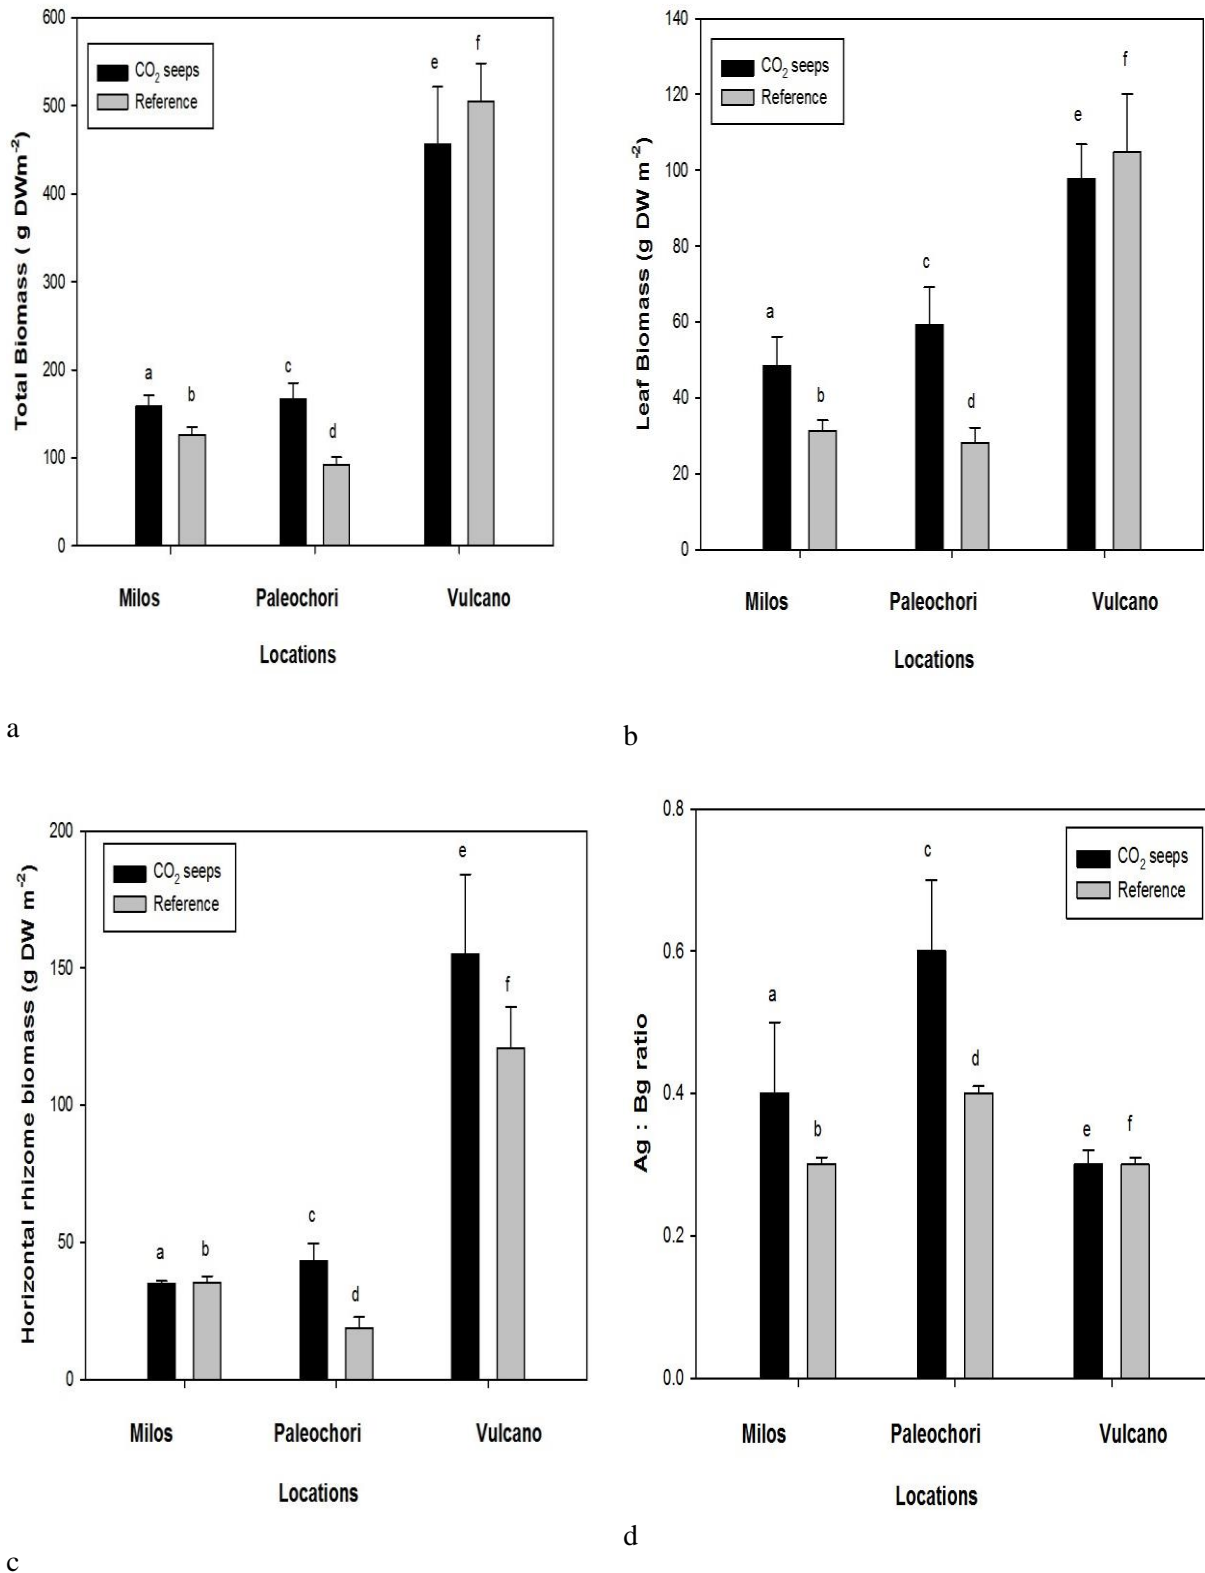 600
500
400
300
200
100
0
Total Biomass ( g DWm-2)
CO2 seeps
Reference
a
b
c
d
e
f
Milos Paleochori Vulcano
Locations
a
140
120
100
80
60
40
20
0
Leaf Biomass (g DW m-2)
CO2 seeps
Reference
a
b
c
d
e
f
Milos Paleochori Vulcano
Locations
b
200
150
100
50
0
Horizontal rhizome biomass (g DW m-2)
CO2 seeps
Reference
a
b
c
d
e
f
Milos Paleochori Vulcano
Locations
c
0.8
0.6
0.4
0.2
0.0
Ag : Bg ratio
CO2 seeps
Reference
a
b
c
d
e
f
Milos Paleochori Vulcano
Locations
d